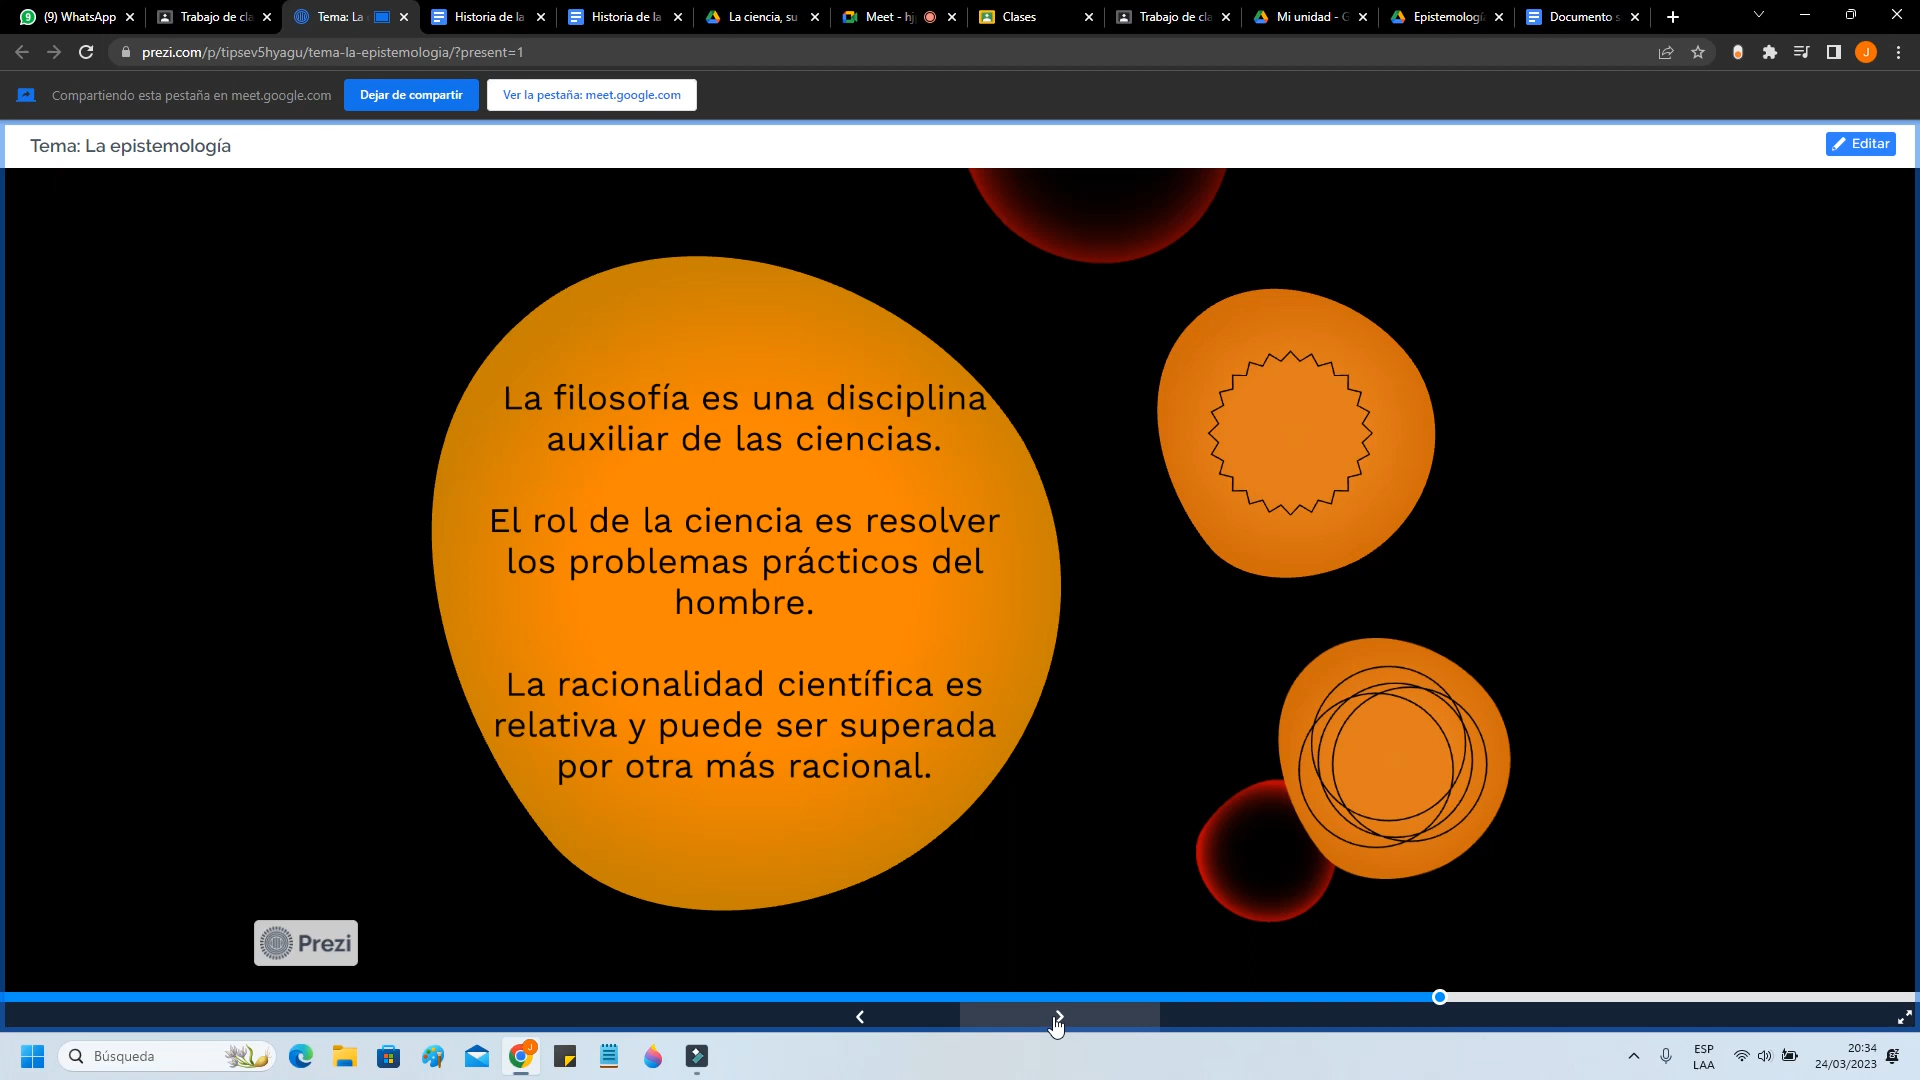 (9) WhatsApp
Trabajo de cla
Tema: La
Historia de la
Historia de la
La ciencia, su
Meet - hj
Clases
Trabajo de cla
Mi unidad - G
Epistemologí
Documento s
prezi.com/p/tipsev5hyagu/tema-la-epistemologia/?present=1
J
Compartiendo esta pestaña en meet.google.com
Dejar de compartir
Ver la pestaña: meet.google.com
Tema: La epistemología
Editar
La filosofía es una disciplina
auxiliar de las ciencias.
El rol de la ciencia es resolver
los problemas prácticos del
hombre.
La racionalidad científica es
relativa y puede ser superada
por otra más racional.
Prezi
Búsqueda
ESP
LAA
20:34
24/03/2023